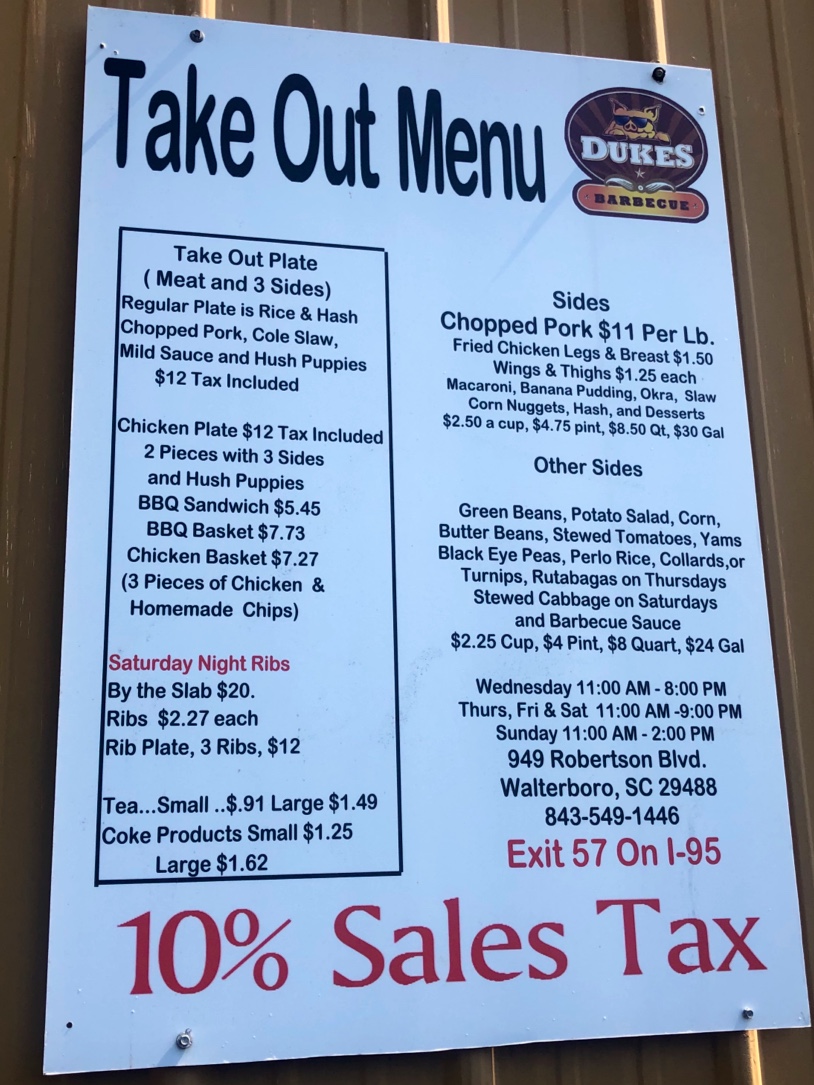 Take Out Menu
DUKES
BARBECUE
Take Out Plate
( Meat and 3 Sides)
Regular Plate is Rice & Hash
Chopped Pork, Cole Slaw,
Mild Sauce and Hush Puppies
$12 Tax Included
Chicken Plate $12 Tax Included
2 Pieces with 3 Sides
and Hush Puppies
BBQ Sandwich $5.45
BBQ Basket $7.73
Chicken Basket $7.27
(3 Pieces of Chicken &
Homemade Chips)
Saturday Night Ribs
By the Slab $20.
Ribs $2.27 each
Rib Plate, 3 Ribs, $12
Tea...Small ..$.91 Large $1.49
Coke Products Small $1.25
Large $1.62
Sides
Chopped Pork $11 Per Lb.
Fried Chicken Legs & Breast $1.50
Wings & Thighs $1.25 each
Macaroni, Banana Pudding, Okra, Slaw
Corn Nuggets, Hash, and Desserts
$2.50 a cup, $4.75 pint, $8.50 Qt, $30 Gal
Other Sides
Green Beans, Potato Salad, Corn,
Butter Beans, Stewed Tomatoes, Yams
Black Eye Peas, Perlo Rice, Collards,or
Turnips, Rutabagas on Thursdays
Stewed Cabbage on Saturdays
and Barbecue Sauce
$2.25 Cup, $4 Pint, $8 Quart, $24 Gal
Wednesday 11:00 AM - 8:00 PM
Thurs, Fri & Sat 11:00 AM -9:00 PM
Sunday 11:00 AM - 2:00 PM
949 Robertson Blvd.
Walterboro, SC 29488
843-549-1446
Exit 57 On I-95
10% Sales Tax